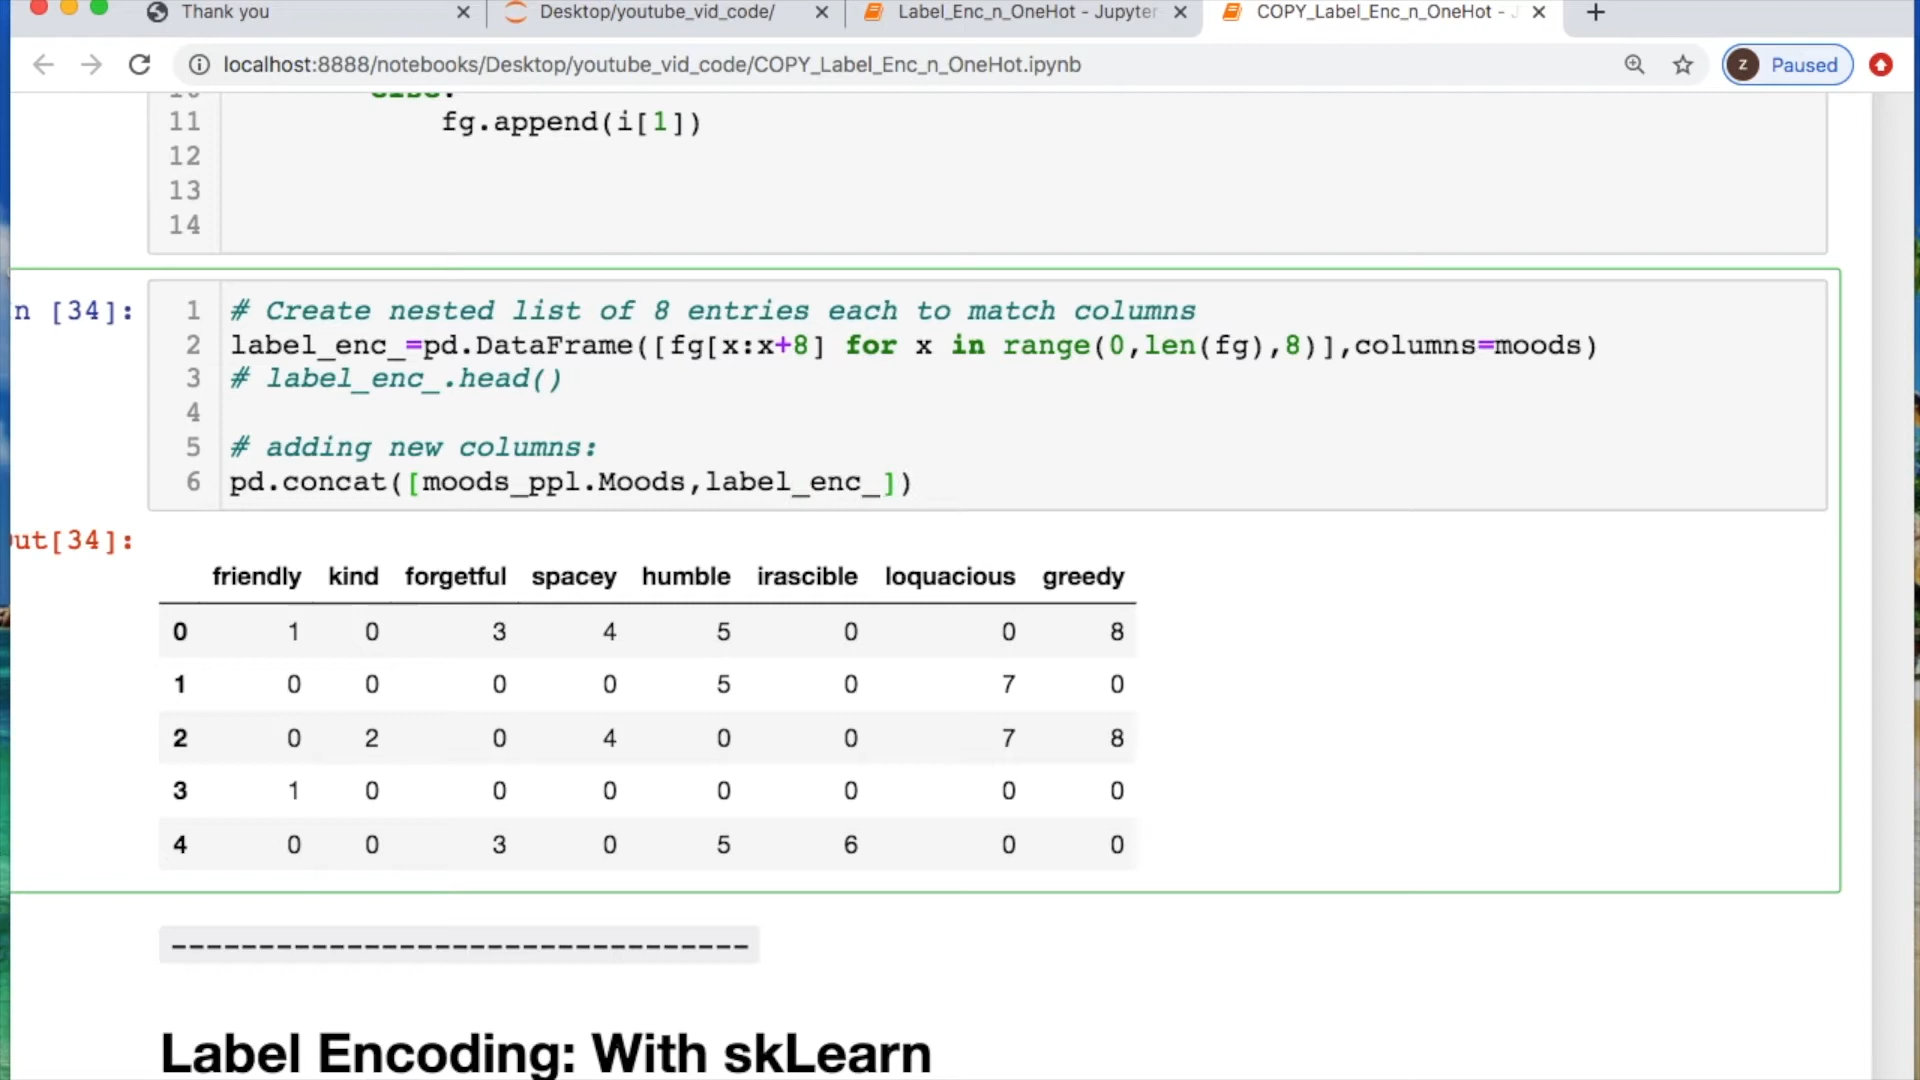 Thank you
Desktop/youtube_vid_code/
Label_Enc_n_OneHot - Jupyter
COPY_Label_Enc_n_OneHot -
localhost:8888/notebooks/Desktop/youtube_vid_code/COPY_Label_Enc_n_OneHot.ipynb
z Paused
10 else:
11 fg.append(i[1])
12
13
14
n [34]:
1 # Create nested list of 8 entries each to match columns
2 label_enc_=pd.DataFrame([fg[x:x+8] for x in range(0,len(fg),8)],columns=moods)
3 # label_enc_.head()
4
5 # adding new columns:
6 pd.concat([moods_ppl.Moods,label_enc_])
ut[34]:
friendly kind forgetful spacey humble irascible loquacious greedy
0 1 0 3 4 5 0 0 8
1 0 0 0 0 5 0 7 0
2 0 2 0 4 0 0 7 8
3 1 0 0 0 0 0 0 0
4 0 0 3 0 5 6 0 0
---------------------------------
Label Encoding: With skLearn